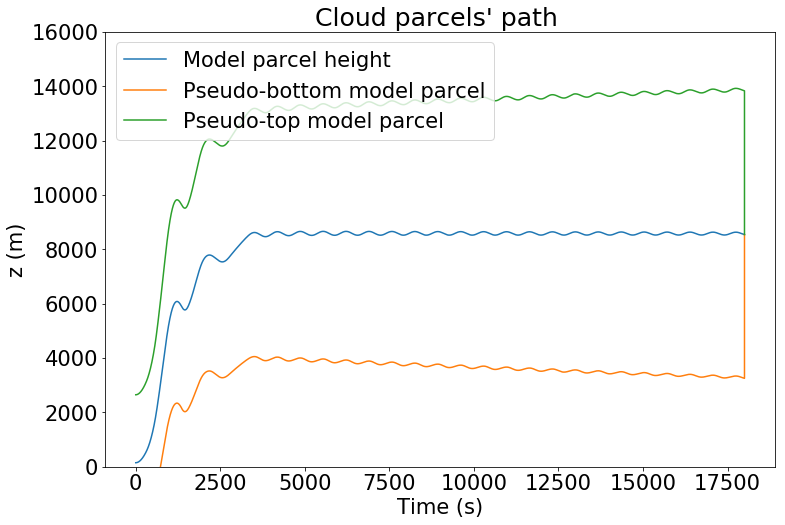 Cloud parcels' path
Model parcel height
Pseudo-bottom model parcel
Pseudo-top model parcel
16000
14000
12000
10000
8000
6000
4000
2000
0
z (m)
0 2500 5000 7500 10000 12500 15000 17500
Time (s)